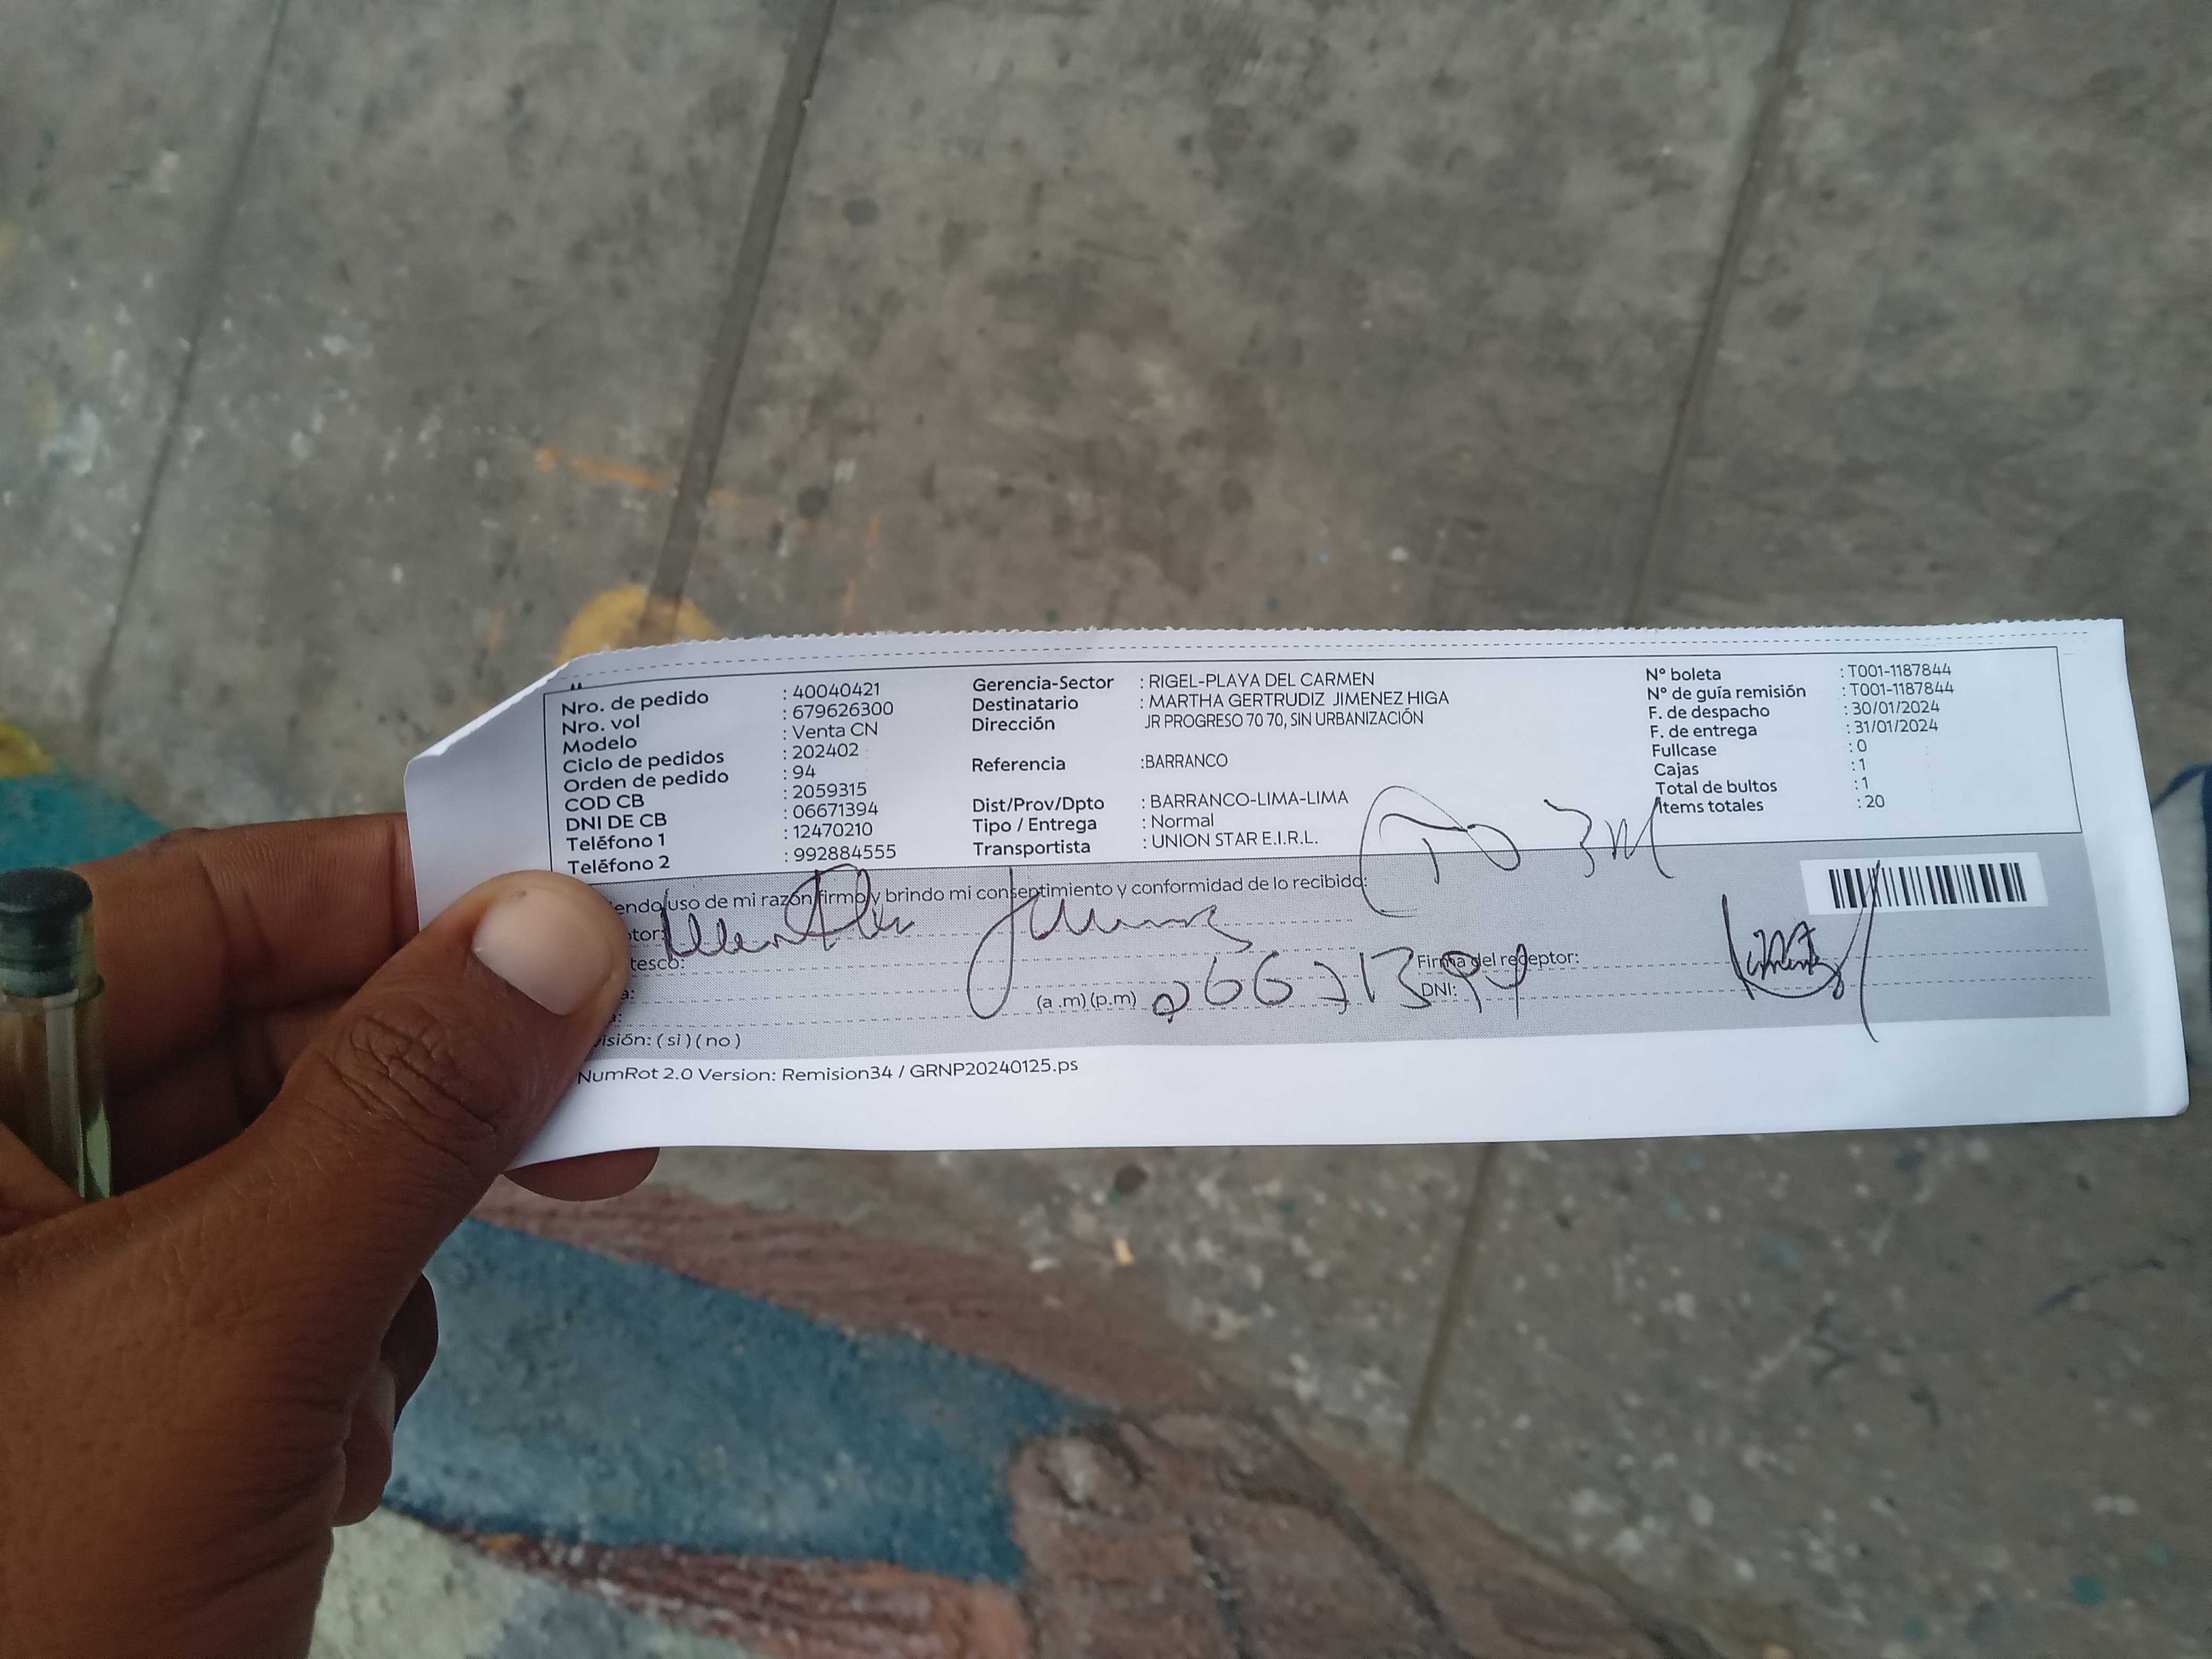 Nro. de pedido : 40040421
Nro. vol : 679626300
Modelo : Venta CN
Ciclo de pedidos : 202402
Orden de pedido : 94
COD CB : 2059315
DNI DE CB : 06671394
Teléfono 1 : 12470210
Teléfono 2 : 992884555
Gerencia-Sector : RIGEL-PLAYA DEL CARMEN
Destinatario : MARTHA GERTRUDIZ JIMENEZ HIGA
Dirección JR PROGRESO 70 70, SIN URBANIZACIÓN
Referencia :BARRANCO
Dist/Prov/Dpto : BARRANCO-LIMA-LIMA
Tipo / Entrega : Normal
Transportista : UNION STAR E.I.R.L.
N° boleta : T001-1187844
N° de guía remisión : T001-1187844
F. de despacho : 30/01/2024
F. de entrega : 31/01/2024
Fullcase : 0
Cajas : 1
Total de bultos : 1
Items totales : 20
endo uso de mi razón firmo y brindo mi consentimiento y conformidad de lo recibido:
tor:
tesco: Firma del receptor:
a: (a .m) (p.m) 06671394 DNI:
isión: ( si ) ( no )
NumRot 2.0 Version: Remision34 / GRNP20240125.ps